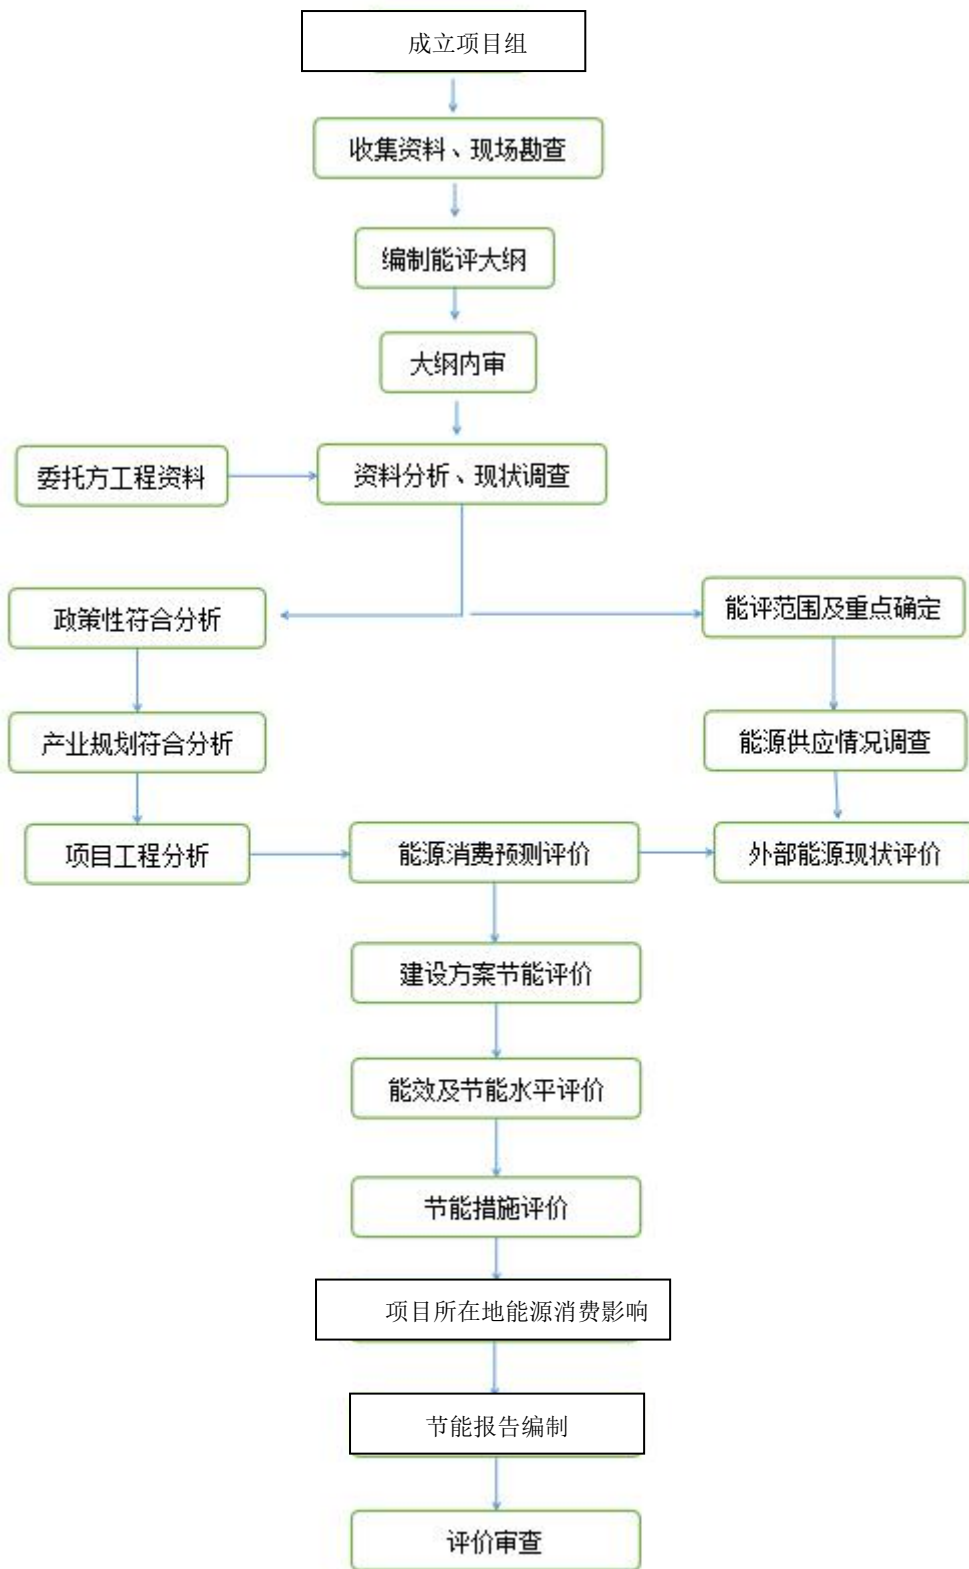 成立项目组
收集资料、现场勘查
编制能评大纲
大纲内审
委托方工程资料
资料分析、现状调查
政策性符合分析
能评范围及重点确定
产业规划符合分析
能源供应情况调查
项目工程分析
能源消费预测评价
外部能源现状评价
建设方案节能评价
能效及节能水平评价
节能措施评价
项目所在地能源消费影响
节能报告编制
评价审查